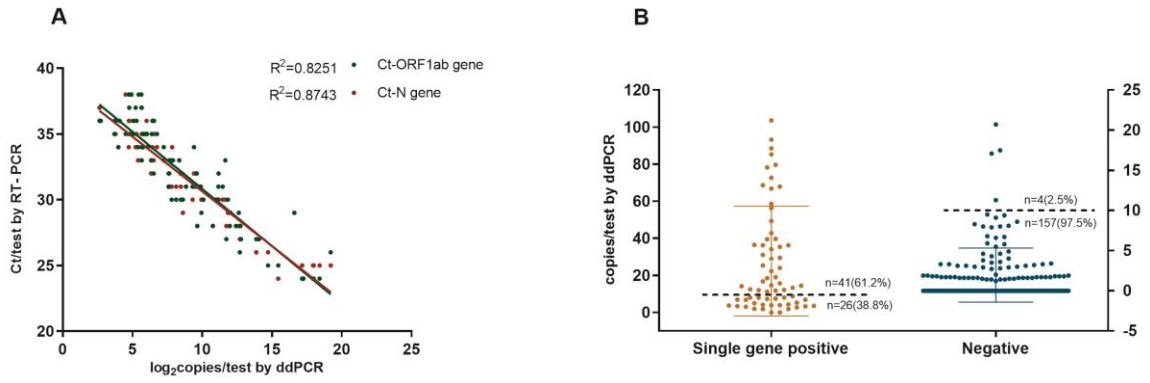 A
R²=0.8251 Ct-ORF1ab gene
R²=0.8743 Ct-N gene
Ct/test by RT-PCR
40
35
30
25
20
0 5 10 15 20 25
log₂copies/test by ddPCR
B
copies/test by ddPCR
120
100
80
60
40
20
0
25
20
15
10
5
0
-5
n=41(61.2%)
n=26(38.8%)
n=4(2.5%)
n=157(97.5%)
Single gene positive Negative